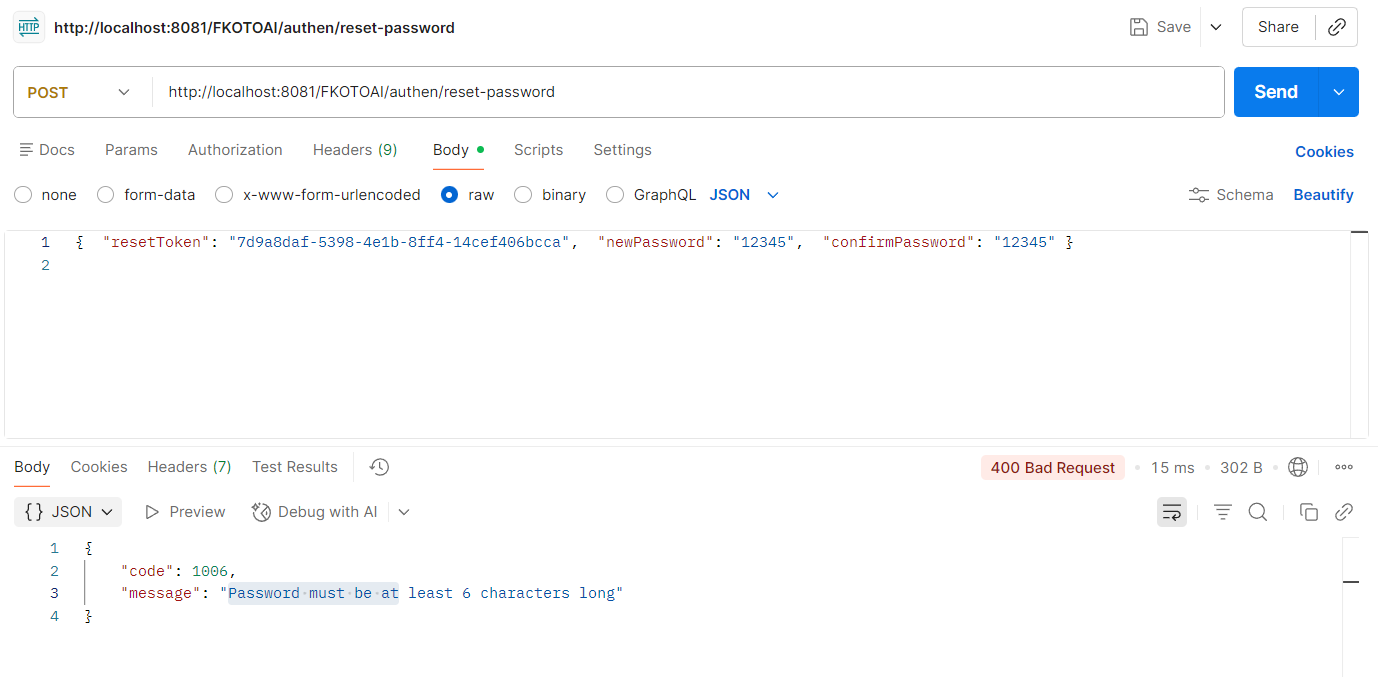 HTTP http://localhost:8081/FKOTOAI/authen/reset-password Save Share
POST http://localhost:8081/FKOTOAI/authen/reset-password Send
Docs Params Authorization Headers (9) Body Scripts Settings Cookies
none form-data x-www-form-urlencoded raw binary GraphQL JSON Schema Beautify
1 { "resetToken": "7d9a8daf-5398-4e1b-8ff4-14cef406bcca", "newPassword": "12345", "confirmPassword": "12345" }
2
Body Cookies Headers (7) Test Results 400 Bad Request 15 ms 302 B
{} JSON Preview Debug with AI
1 {
2 "code": 1006,
3 "message": "Password must be at least 6 characters long"
4 }